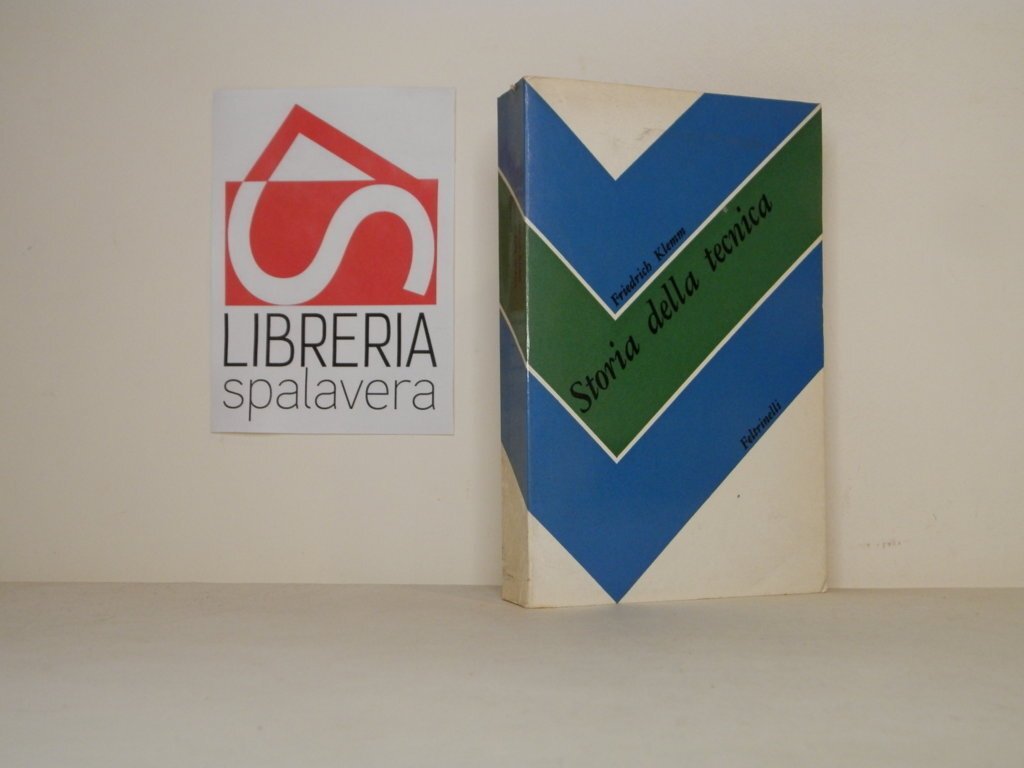 LIBRERIA
spalavera
Friedrich Klemm
Storia della tecnica
Feltrinelli